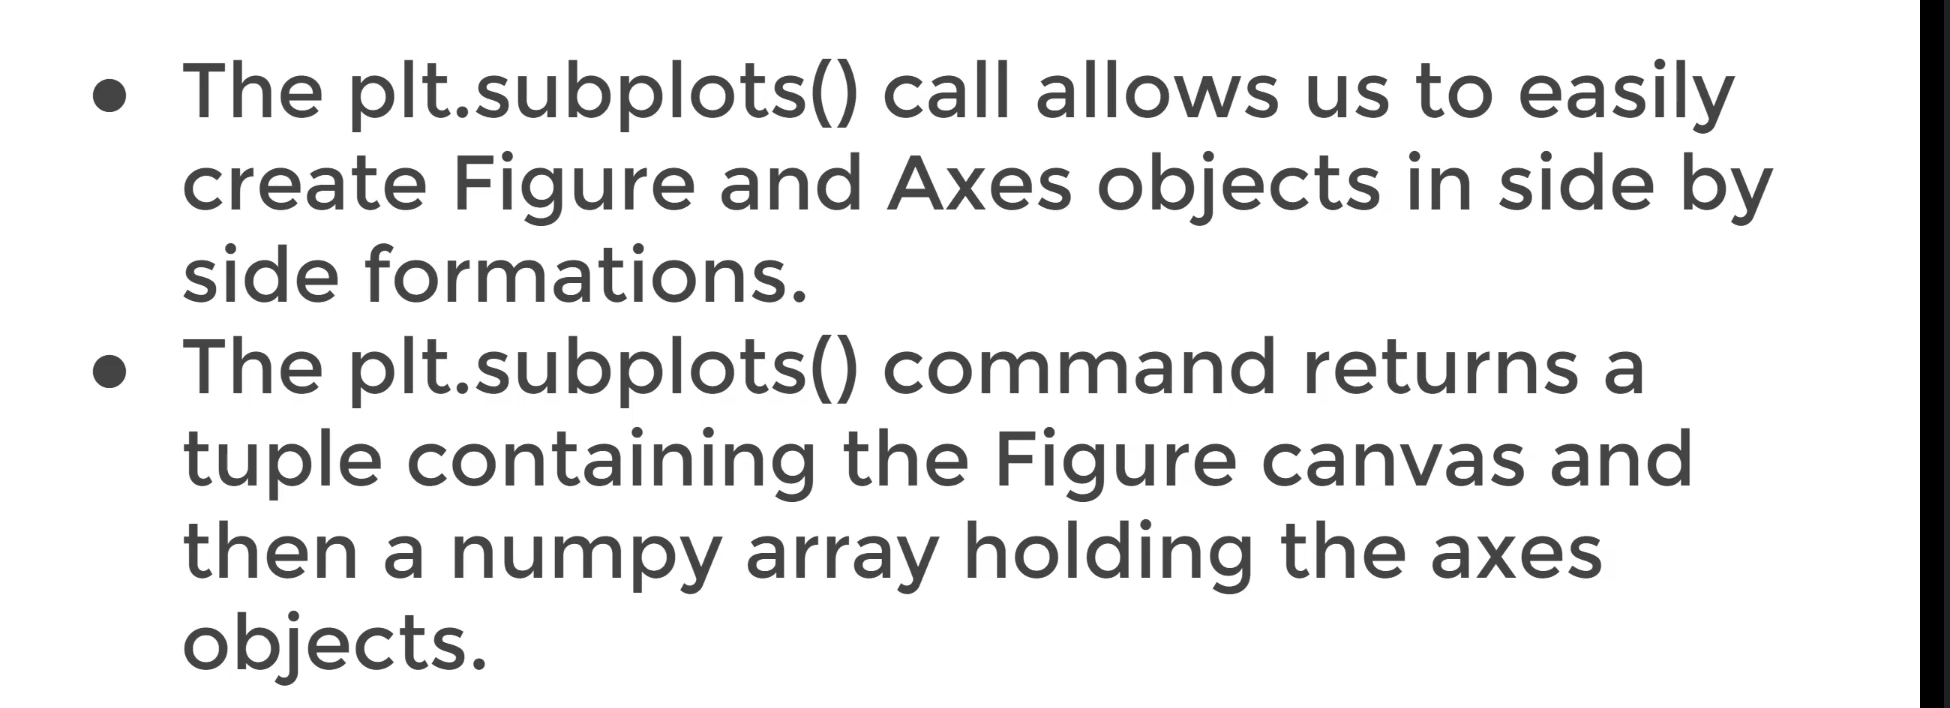 ● The plt.subplots() call allows us to easily
create Figure and Axes objects in side by
side formations.
● The plt.subplots() command returns a
tuple containing the Figure canvas and
then a numpy array holding the axes
objects.